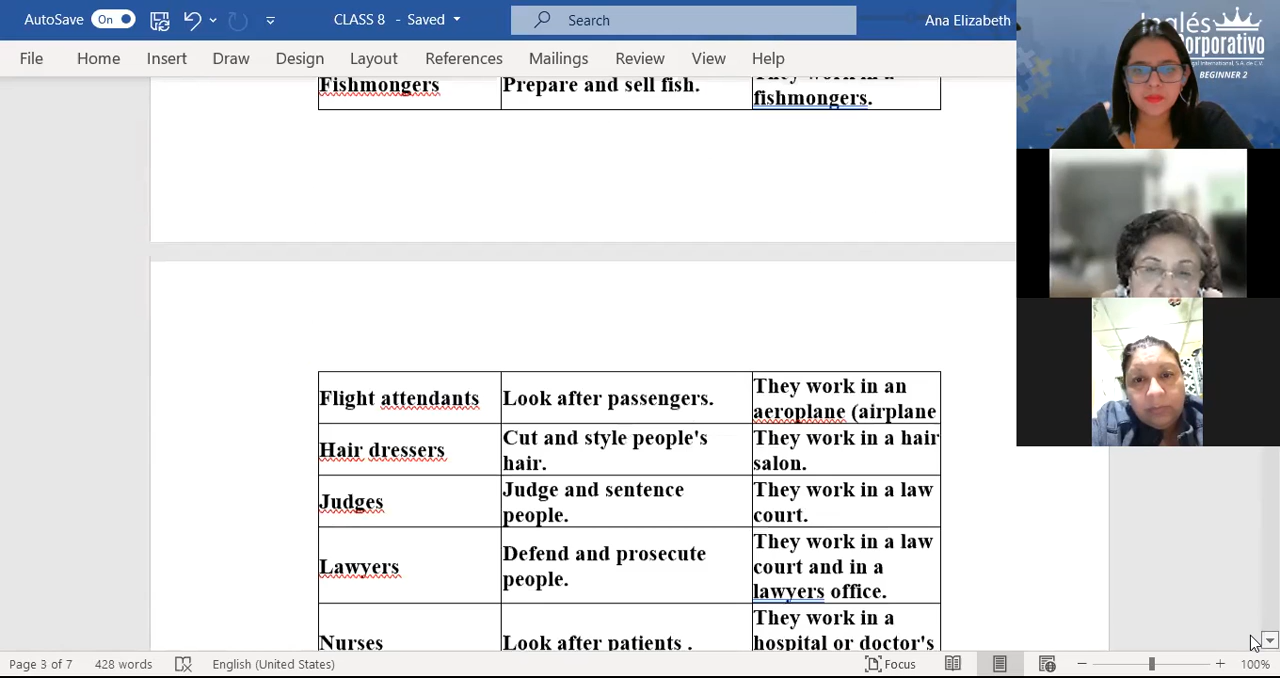 AutoSave On CLASS 8 - Saved Search Ana Elizabeth
File Home Insert Draw Design Layout References Mailings Review View Help
Inglés
Corporativo
BEGINNER 2
Fishmongers Prepare and sell fish. They work in a
fishmongers.
Flight attendants Look after passengers. They work in an
aeroplane (airplane
Hair dressers Cut and style people's
hair. They work in a hair
salon.
Judges Judge and sentence
people. They work in a law
court.
Lawyers Defend and prosecute
people. They work in a law
court and in a
lawyers office.
Nurses Look after patients . They work in a
hospital or doctor's
Page 3 of 7 428 words English (United States) Focus 100%